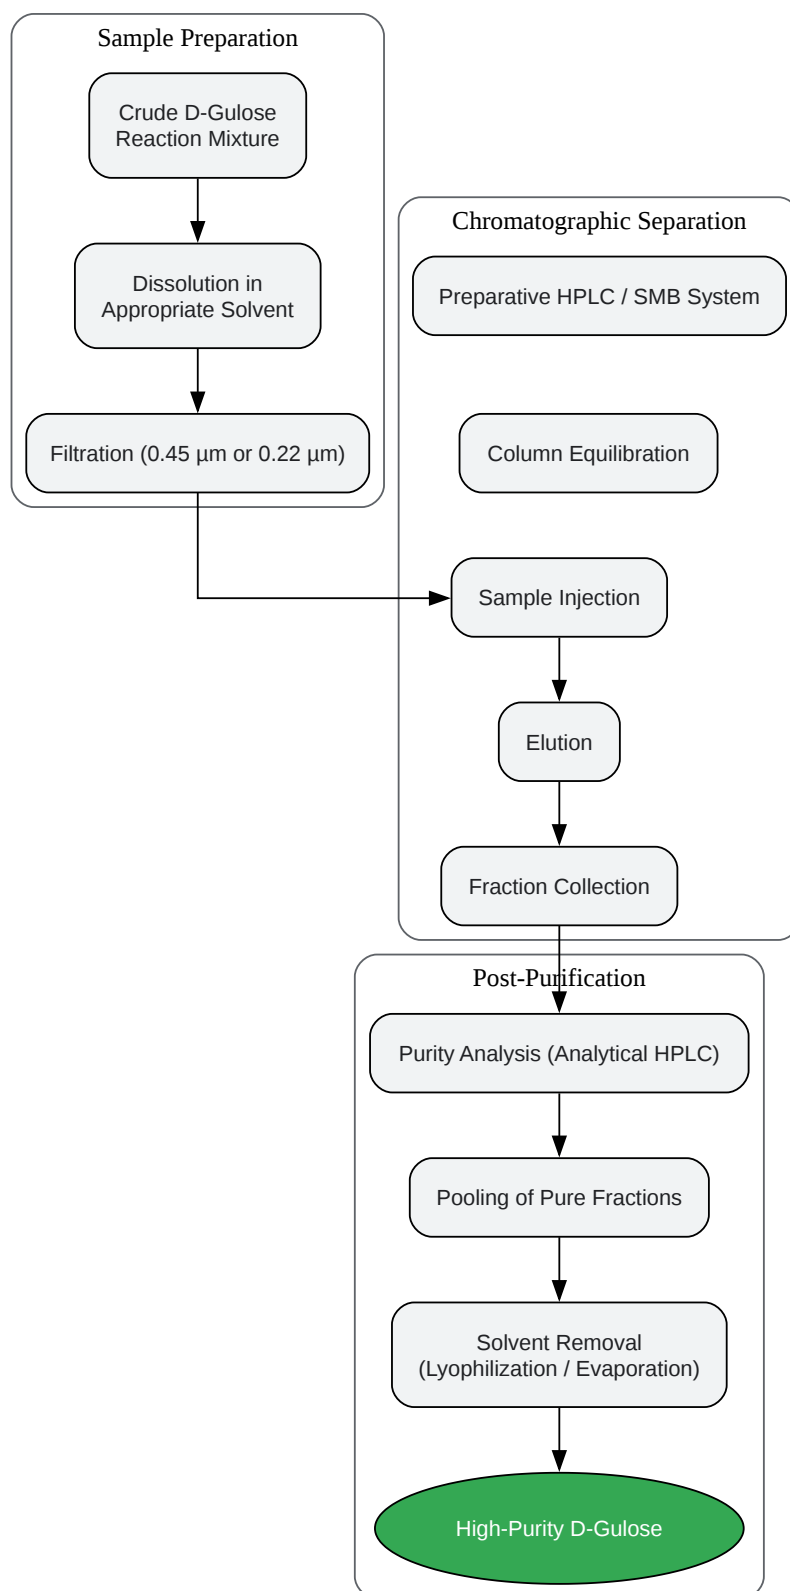 Sample Preparation
Crude D-Gulose
Reaction Mixture
Dissolution in
Appropriate Solvent
Filtration (0.45 µm or 0.22 µm)
Chromatographic Separation
Preparative HPLC / SMB System
Column Equilibration
Sample Injection
Elution
Fraction Collection
Post-Purification
Purity Analysis (Analytical HPLC)
Pooling of Pure Fractions
Solvent Removal
(Lyophilization / Evaporation)
High-Purity D-Gulose